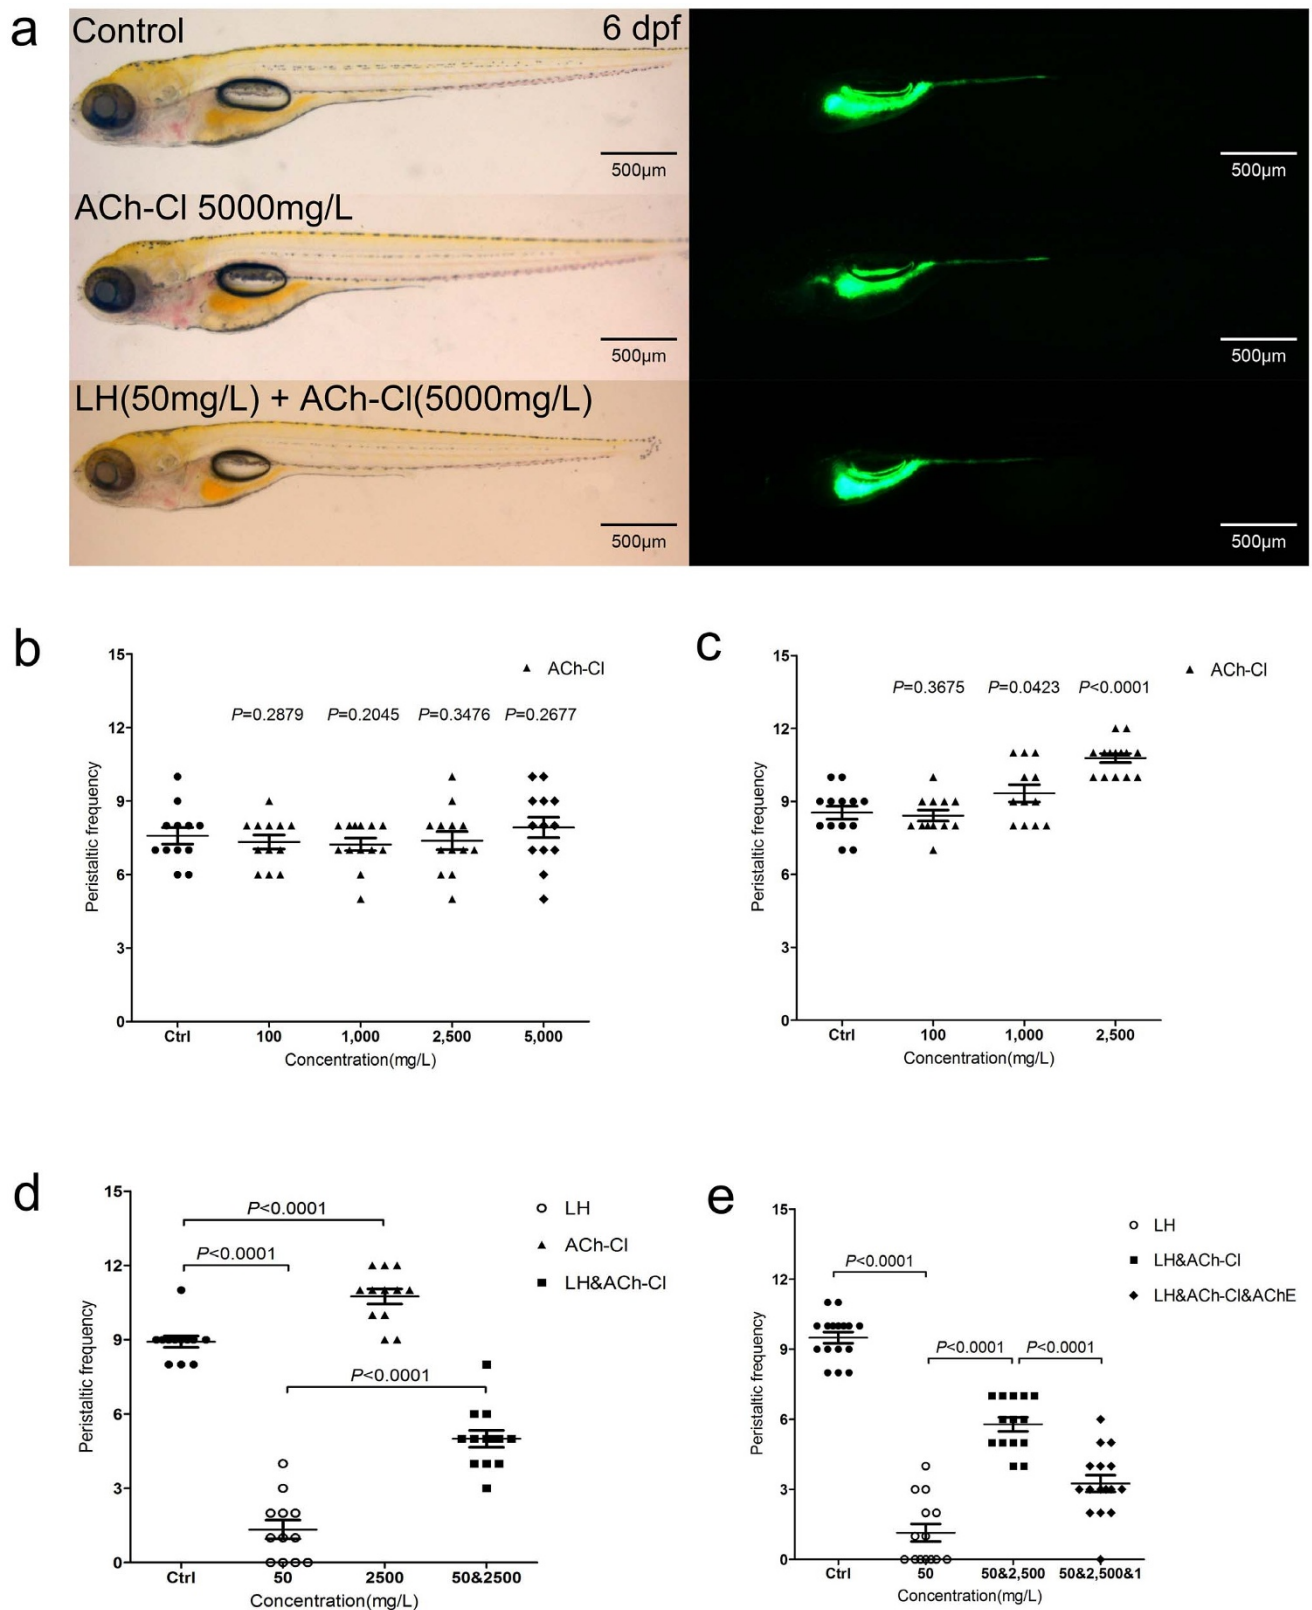 a
Control
6 dpf
500μm
500μm
ACh-Cl 5000mg/L
500μm
500μm
LH(50mg/L) + ACh-Cl(5000mg/L)
500μm
500μm
b
15
12
9
6
3
0
Peristaltic frequency
ACh-Cl
P=0.2879 P=0.2045 P=0.3476 P=0.2677
Ctrl 100 1,000 2,500 5,000
Concentration(mg/L)
c
15
12
9
6
3
0
Peristaltic frequency
ACh-Cl
P=0.3675 P=0.0423 P<0.0001
Ctrl 100 1,000 2,500
Concentration(mg/L)
d
15
12
9
6
3
0
Peristaltic frequency
P<0.0001
P<0.0001
P<0.0001
LH
ACh-Cl
LH&ACh-Cl
Ctrl 50 2500 50&2500
Concentration(mg/L)
e
15
12
9
6
3
0
Peristaltic frequency
P<0.0001
P<0.0001 P<0.0001
LH
LH&ACh-Cl
LH&ACh-Cl&AChE
Ctrl 50 50&2,500 50&2,500&1
Concentration(mg/L)